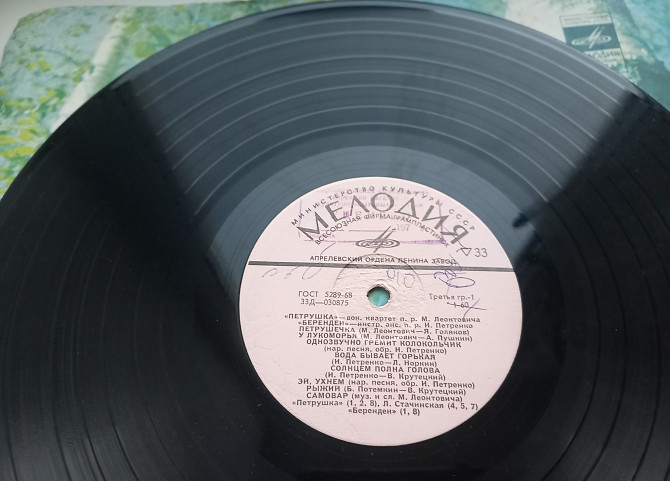 МИНИСТЕРСТВО КУЛЬТУРЫ СССР
МЕЛОДИЯ
ВСЕСОЮЗНАЯ ФИРМА ГРАМПЛАСТИНОК
197
33
АПРЕЛЕВСКИЙ ОРДЕНА ЛЕНИНА ЗАВОД
ГОСТ 5289-68
33Д—030875
Третья гр.-1
1-60
«ПЕТРУШКА»—вок. квартет п. р. М. Леонтовича
«БЕРЕНДЕИ»—инстр. анс. п. р. И. Петренко
ПЕТРУШЕЧКА (М. Леонтович—Я. Голяков)
У ЛУКОМОРЬЯ (М. Леонтович—А. Пушкин)
ОДНОЗВУЧНО ГРЕМИТ КОЛОКОЛЬЧИК
(нар. песня, обр. И. Петренко)
ВОДА БЫВАЕТ ГОРЬКАЯ
(И. Петренко—Л. Норкин)
СОЛНЦЕМ ПОЛНА ГОЛОВА
(И. Петренко—В. Крутецкий)
ЭЙ, УХНЕМ (нар. песня, обр. И. Петренко)
РЫЖИЙ (Б. Потемкин—В. Крутецкий)
САМОВАР (муз. и сл. М. Леонтовича)
«Петрушка» (1, 2, 8), Л. Стачинская (4, 5, 7)
«Берендеи» (1, 8)